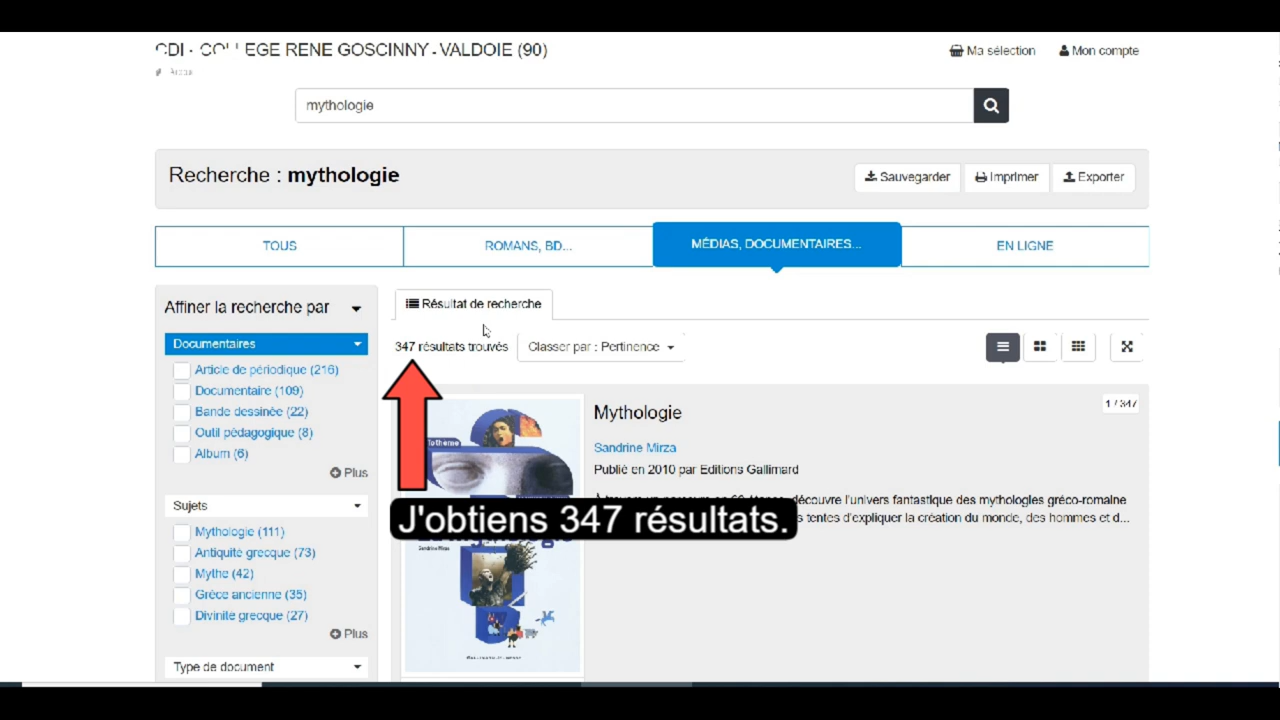 CDI - COLLEGE RENE GOSCINNY - VALDOIE (90)
Ma sélection
Mon compte
mythologie
Recherche : mythologie
Sauvegarder
Imprimer
Exporter
TOUS
ROMANS, BD...
MÉDIAS, DOCUMENTAIRES...
EN LIGNE
Affiner la recherche par
Documentaires
Article de périodique (216)
Documentaire (109)
Bande dessinée (22)
Outil pédagogique (8)
Album (6)
Plus
Sujets
Mythologie (111)
Antiquité grecque (73)
Mythe (42)
Grèce ancienne (35)
Divinité grecque (27)
Plus
Type de document
Résultat de recherche
347 résultats trouvés
Classer par : Pertinence
1 / 347
Mythologie
Sandrine Mirza
Publié en 2010 par Editions Gallimard
découvre l'univers fantastique des mythologies gréco-romaine
s tentes d'expliquer la création du monde, des hommes et d...
J'obtiens 347 résultats.
Sandrine Mirza